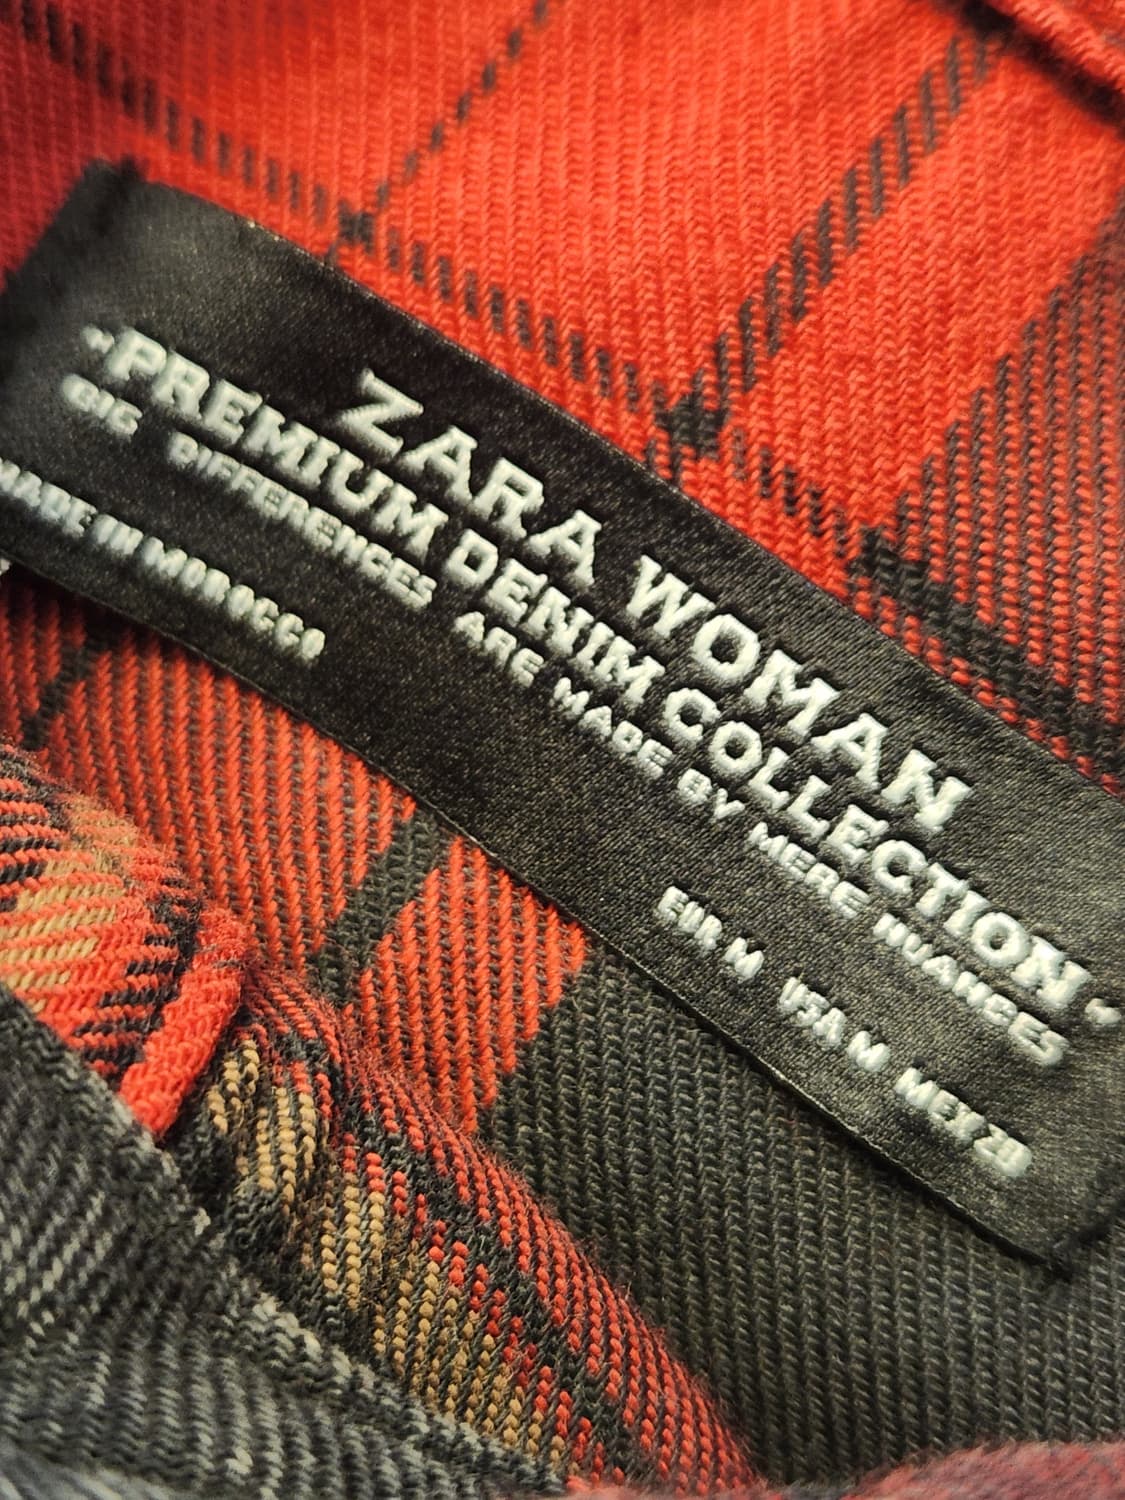 ZARA WOMAN
"PREMIUM DENIM COLLECTION"
BIG DIFFERENCES ARE MADE BY MERE NUANCES
MADE IN MOROCCO
EUR M USA M MEX 28